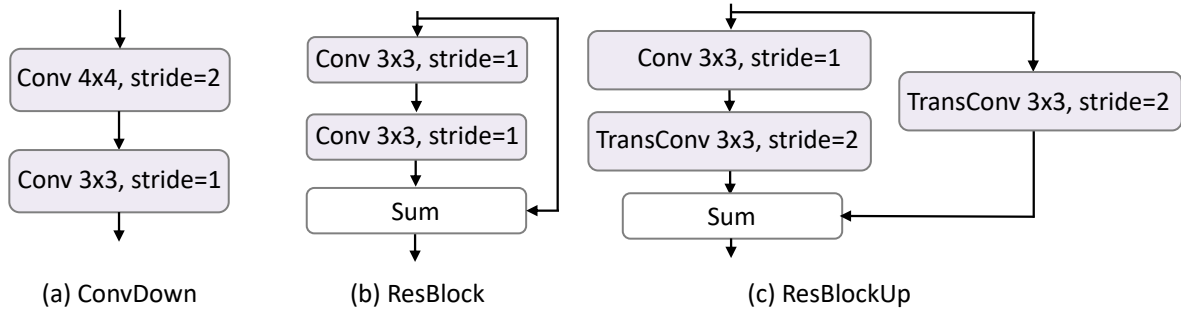 Conv 4x4, stride=2
Conv 3x3, stride=1
(a) ConvDown
Conv 3x3, stride=1
Conv 3x3, stride=1
Sum
(b) ResBlock
Conv 3x3, stride=1
TransConv 3x3, stride=2
TransConv 3x3, stride=2
Sum
(c) ResBlockUp